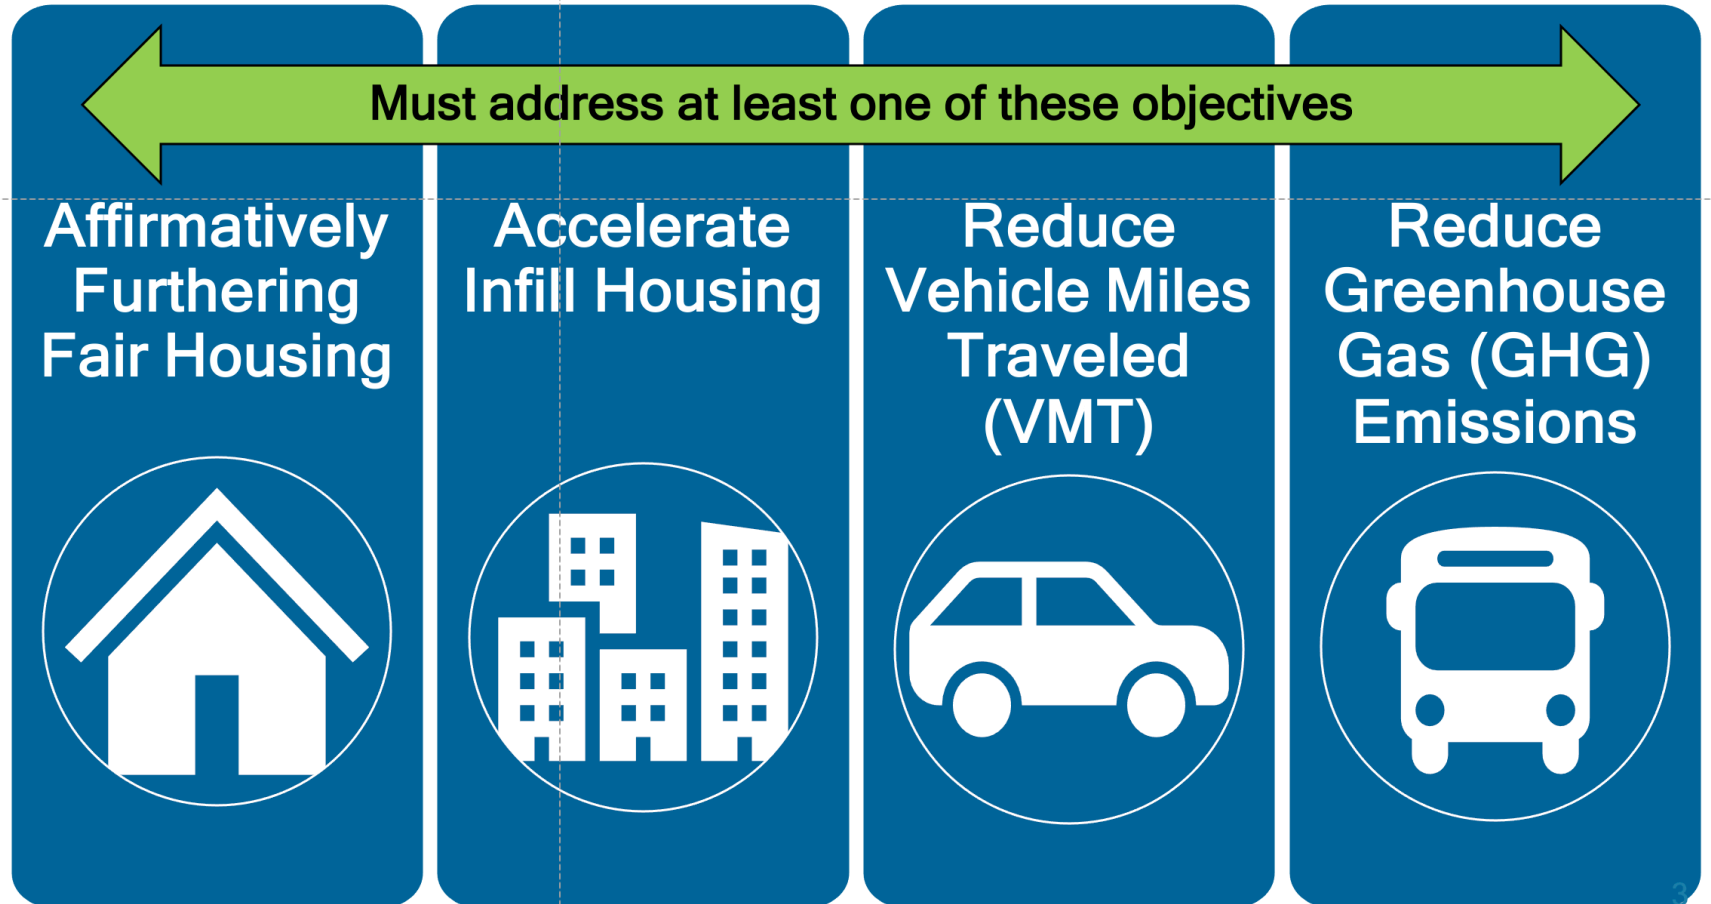 Must address at least one of these objectives
Affirmatively
Furthering
Fair Housing
Accelerate
Infill Housing
Reduce
Vehicle Miles
Traveled
(VMT)
Reduce
Greenhouse
Gas (GHG)
Emissions
3